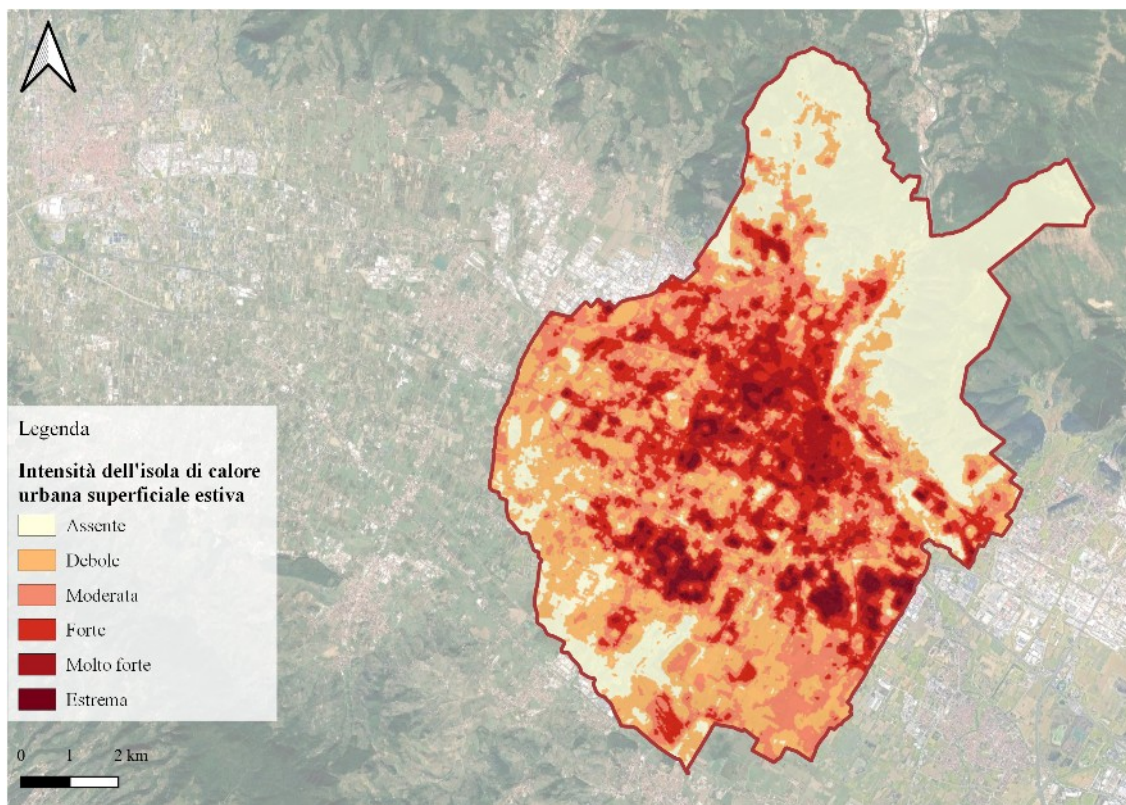 Legenda
Intensità dell'isola di calore
urbana superficiale estiva
Assente
Debole
Moderata
Forte
Molto forte
Estrema
0 1 2 km